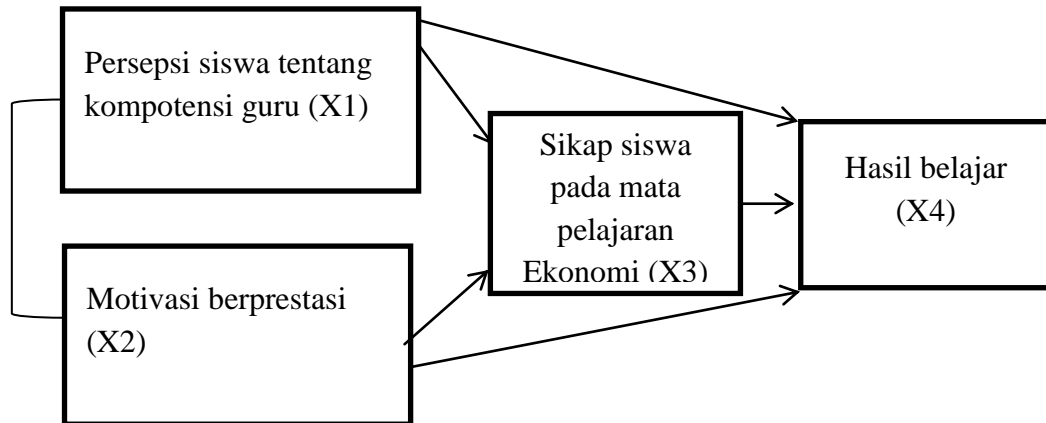 Persepsi siswa tentang
kompotensi guru (X1)
Sikap siswa
pada mata
pelajaran
Ekonomi (X3)
Hasil belajar
(X4)
Motivasi berprestasi
(X2)